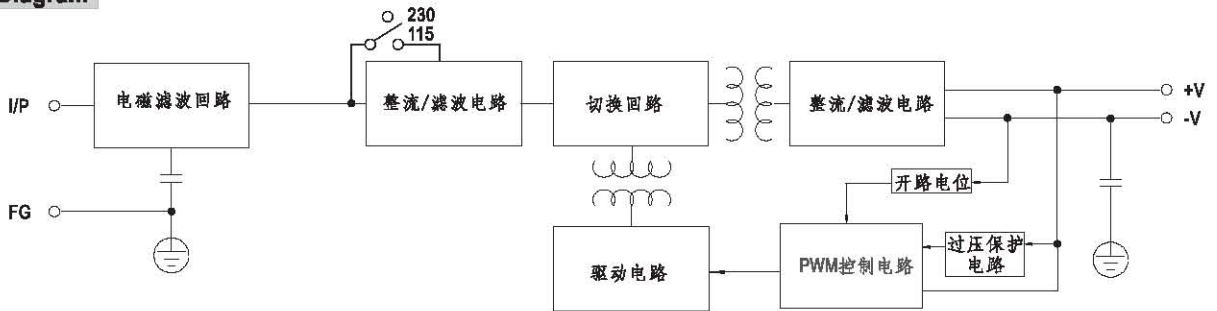 Diagram
230
115
I/P
电磁滤波回路
整流/滤波电路
切换回路
整流/滤波电路
+V
-V
开路电位
FG
驱动电路
PWM控制电路
过压保护
电路